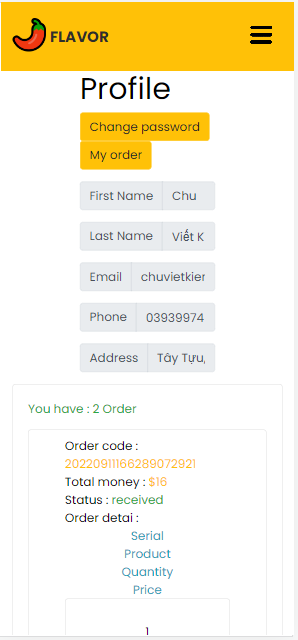 FLAVOR
Profile
Change password
My order
First Name Chu
Last Name Viết K
Email chuvietkier
Phone 03939974
Address Tây Tựu,
You have : 2 Order
Order code :
20220911166289072921
Total money : $16
Status : received
Order detai :
Serial
Product
Quantity
Price
1